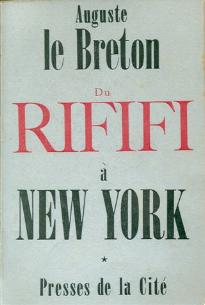 Auguste
le Breton
Du
RIFIFI
à
NEW YORK
*
Presses de la Cité